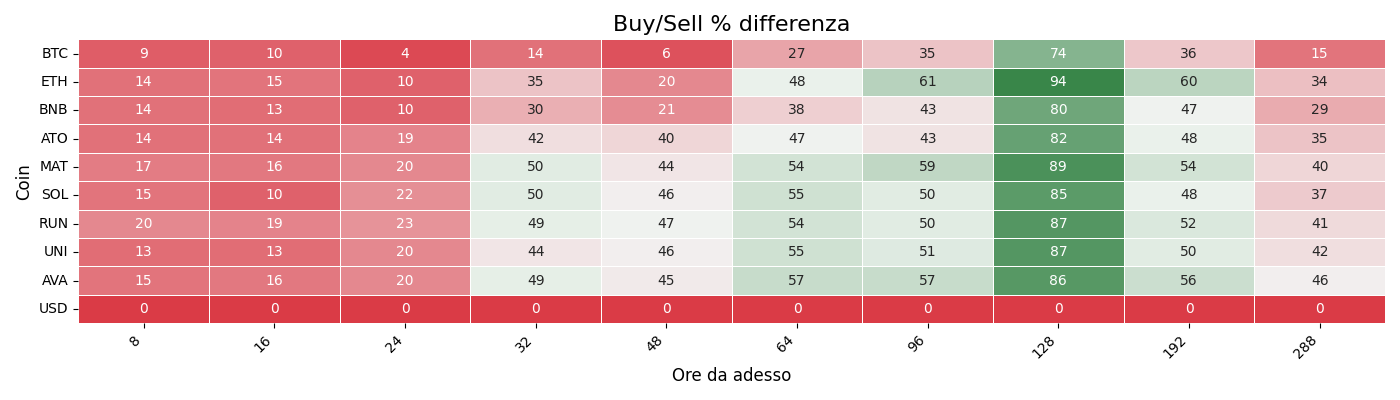 Buy/Sell % differenza
BTC 9 10 4 14 6 27 35 74 36 15
ETH 14 15 10 35 20 48 61 94 60 34
BNB 14 13 10 30 21 38 43 80 47 29
ATO 14 14 19 42 40 47 43 82 48 35
MAT 17 16 20 50 44 54 59 89 54 40
SOL 15 10 22 50 46 55 50 85 48 37
RUN 20 19 23 49 47 54 50 87 52 41
UNI 13 13 20 44 46 55 51 87 50 42
AVA 15 16 20 49 45 57 57 86 56 46
USD 0 0 0 0 0 0 0 0 0 0
8 16 24 32 48 64 96 128 192 288
Coin
Ore da adesso